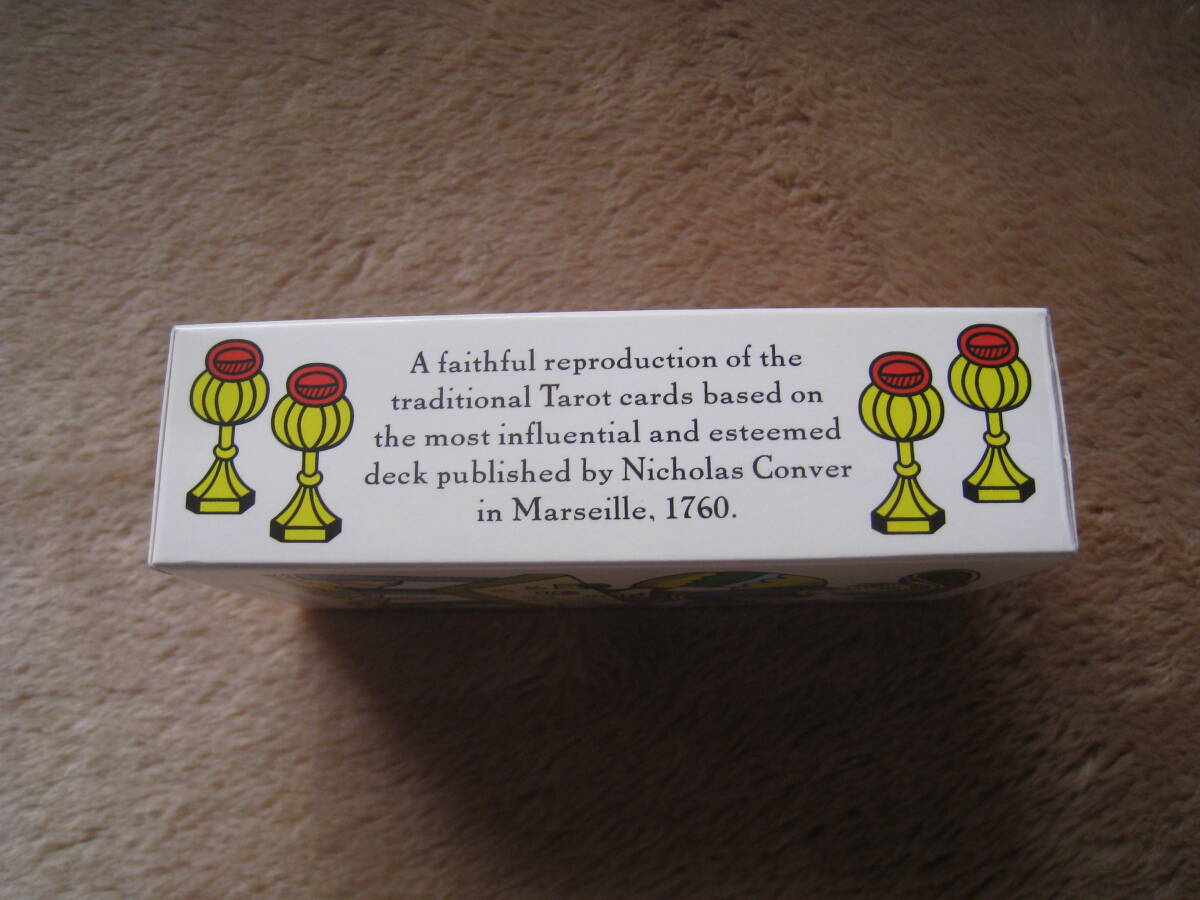 A faithful reproduction of the
traditional Tarot cards based on
the most influential and esteemed
deck published by Nicholas Conver
in Marseille, 1760.